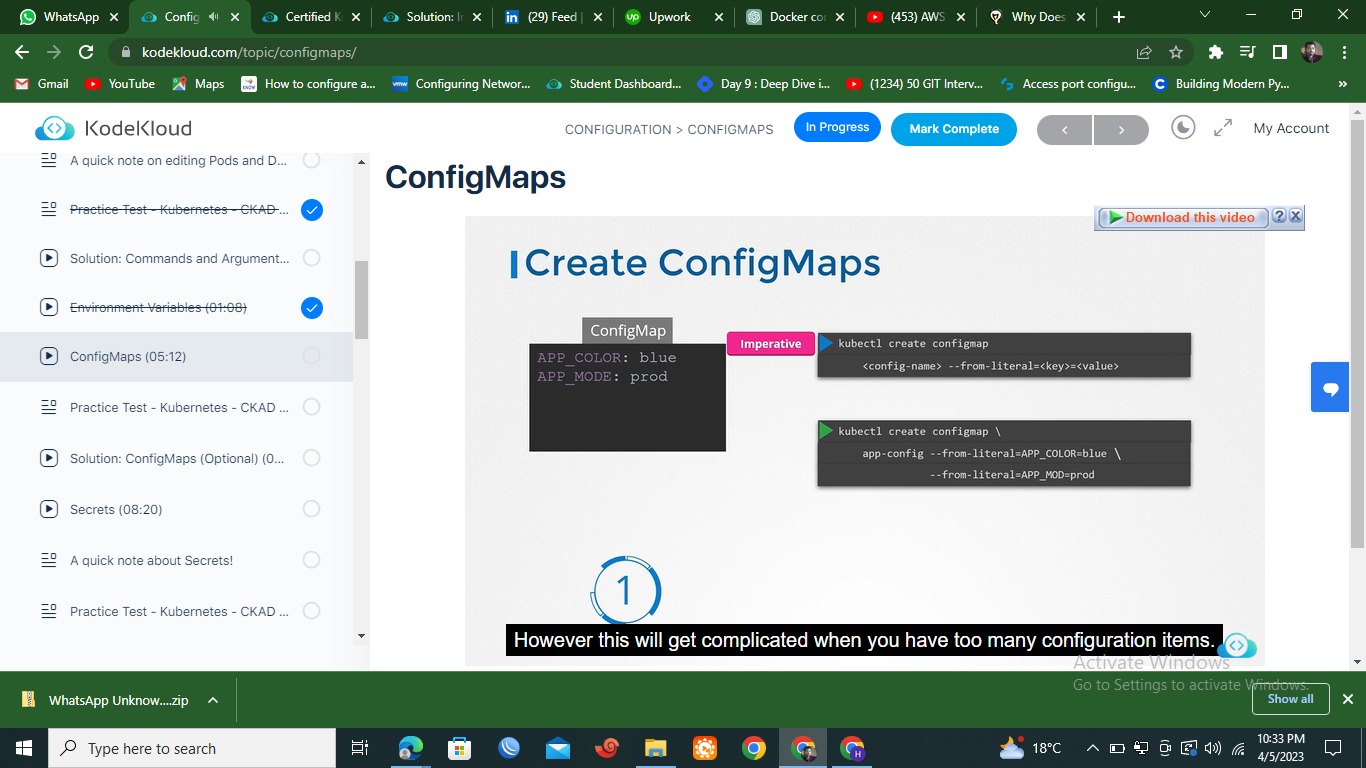 WhatsApp
Config
Certified K
Solution: I
(29) Feed |
Upwork
Docker cor
(453) AWS
Why Does
kodekloud.com/topic/configmaps/
Gmail
YouTube
Maps
How to configure a...
Configuring Networ...
Student Dashboard...
Day 9 : Deep Dive i...
(1234) 50 GIT Interv...
Access port configu...
Building Modern Py...
»
KodeKloud
CONFIGURATION > CONFIGMAPS
In Progress
Mark Complete
My Account
A quick note on editing Pods and D...
Practice Test - Kubernetes - CKAD ...
Solution: Commands and Argument...
Environment Variables (01:08)
ConfigMaps (05:12)
Practice Test - Kubernetes - CKAD ...
Solution: ConfigMaps (Optional) (0...
Secrets (08:20)
A quick note about Secrets!
Practice Test - Kubernetes - CKAD ...
ConfigMaps
Download this video
?
X
Create ConfigMaps
ConfigMap
APP_COLOR: blue
APP_MODE: prod
Imperative
kubectl create configmap
<config-name> --from-literal=<key>=<value>
kubectl create configmap \
app-config --from-literal=APP_COLOR=blue \
--from-literal=APP_MOD=prod
1
However this will get complicated when you have too many configuration items.
Activate Windows
Go to Settings to activate Windows.
WhatsApp Unknow....zip
Show all
Type here to search
H
18°C
10:33 PM
4/5/2023